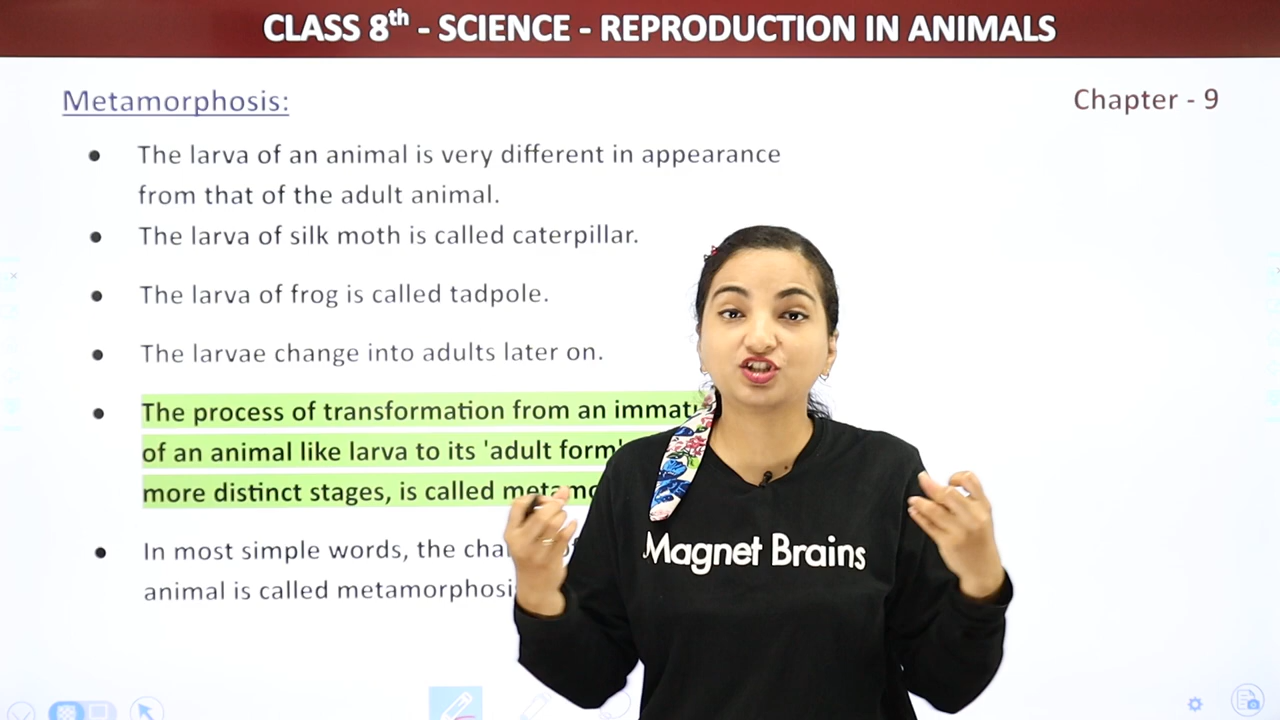 CLASS 8th - SCIENCE - REPRODUCTION IN ANIMALS
Metamorphosis:
Chapter - 9
• The larva of an animal is very different in appearance
from that of the adult animal.
• The larva of silk moth is called caterpillar.
• The larva of frog is called tadpole.
• The larvae change into adults later on.
• The process of transformation from an
of an animal like larva to its 'adult form'
more distinct stages, is called
• In most simple words, the
animal is called
Magnet Brains